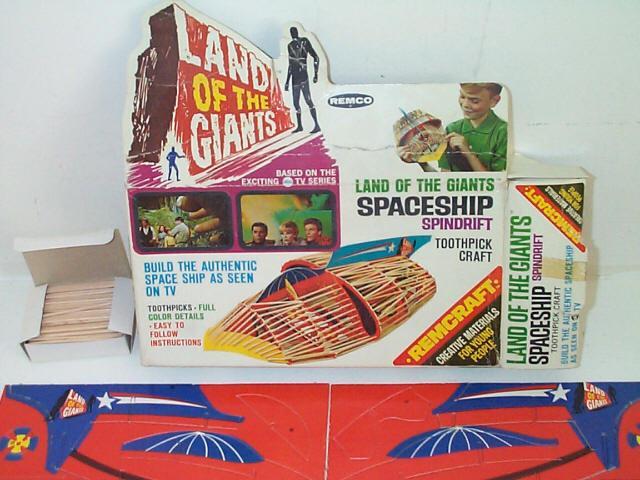 LAND
OF THE
GIANTS
REMCO
BASED ON THE
EXCITING abc TV SERIES
LAND OF THE GIANTS
SPACESHIP
SPINDRIFT
TOOTHPICK
CRAFT
BUILD THE AUTHENTIC
SPACE SHIP AS SEEN
ON TV
TOOTHPICKS • FULL
COLOR DETAILS
• EASY TO
FOLLOW
INSTRUCTIONS
• REMCRAFT •
CREATIVE MATERIALS
FOR YOUNG
PEOPLE
LAND OF THE GIANTS
SPACESHIP SPINDRIFT
TOOTHPICK CRAFT
BUILD THE AUTHENTIC SPACESHIP
AS SEEN ON TV
REMCRAFT
LAND
OF THE
GIANTS
LAND
OF THE
GIANTS